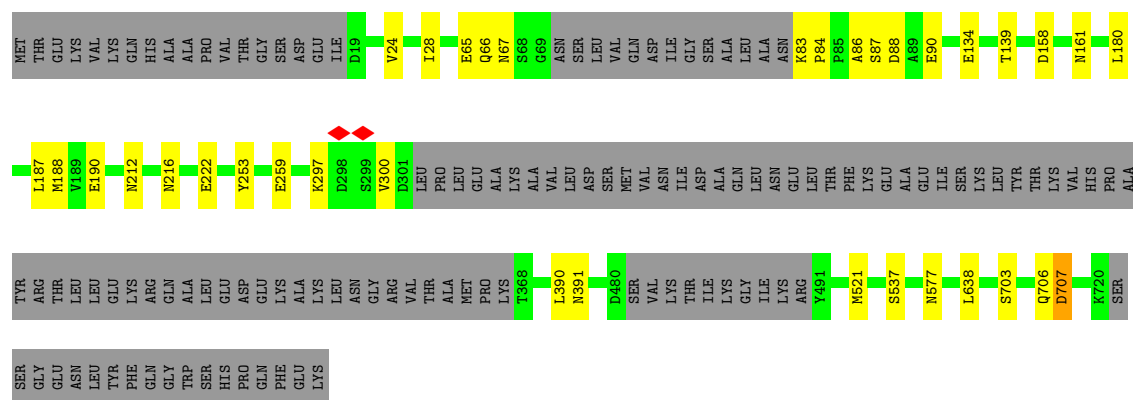 MET THR GLU LYS VAL LYS GLN HIS ALA ALA PRO VAL THR GLY SER ASP GLU ILE D19 V24 I28 E65 Q66 N67 S68 G69 ASN SER LEU VAL GLN ASP ILE GLY SER ALA LEU ALA ASN K83 P84 P85 A86 S87 D88 A89 E90 E134 T139 D158 N161 L180
L187 M188 V189 E190 N212 N216 E222 Y253 E259 K297 D298 S299 V300 D301 LEU PRO LEU GLU ALA LYS ALA VAL LEU ASP SER MET VAL ASN ILE ASP ALA GLN LEU ASN GLU LEU THR PHE LYS GLU ALA GLU ILE SER LYS LEU TYR THR LYS VAL HIS PRO ALA
TYR ARG THR LEU LEU GLU LYS ARG GLN ALA LEU GLU ASP GLU LYS ALA LYS LEU ASN GLY ARG VAL THR ALA MET PRO LYS T368 L390 N391 D480 SER VAL LYS THR ILE LYS GLY ILE LYS ARG Y491 M521 S537 N577 L638 S703 Q706 D707 K720 SER
SER GLY GLU ASN LEU TYR PHE GLN GLY TRP SER HIS PRO GLN PHE GLU LYS